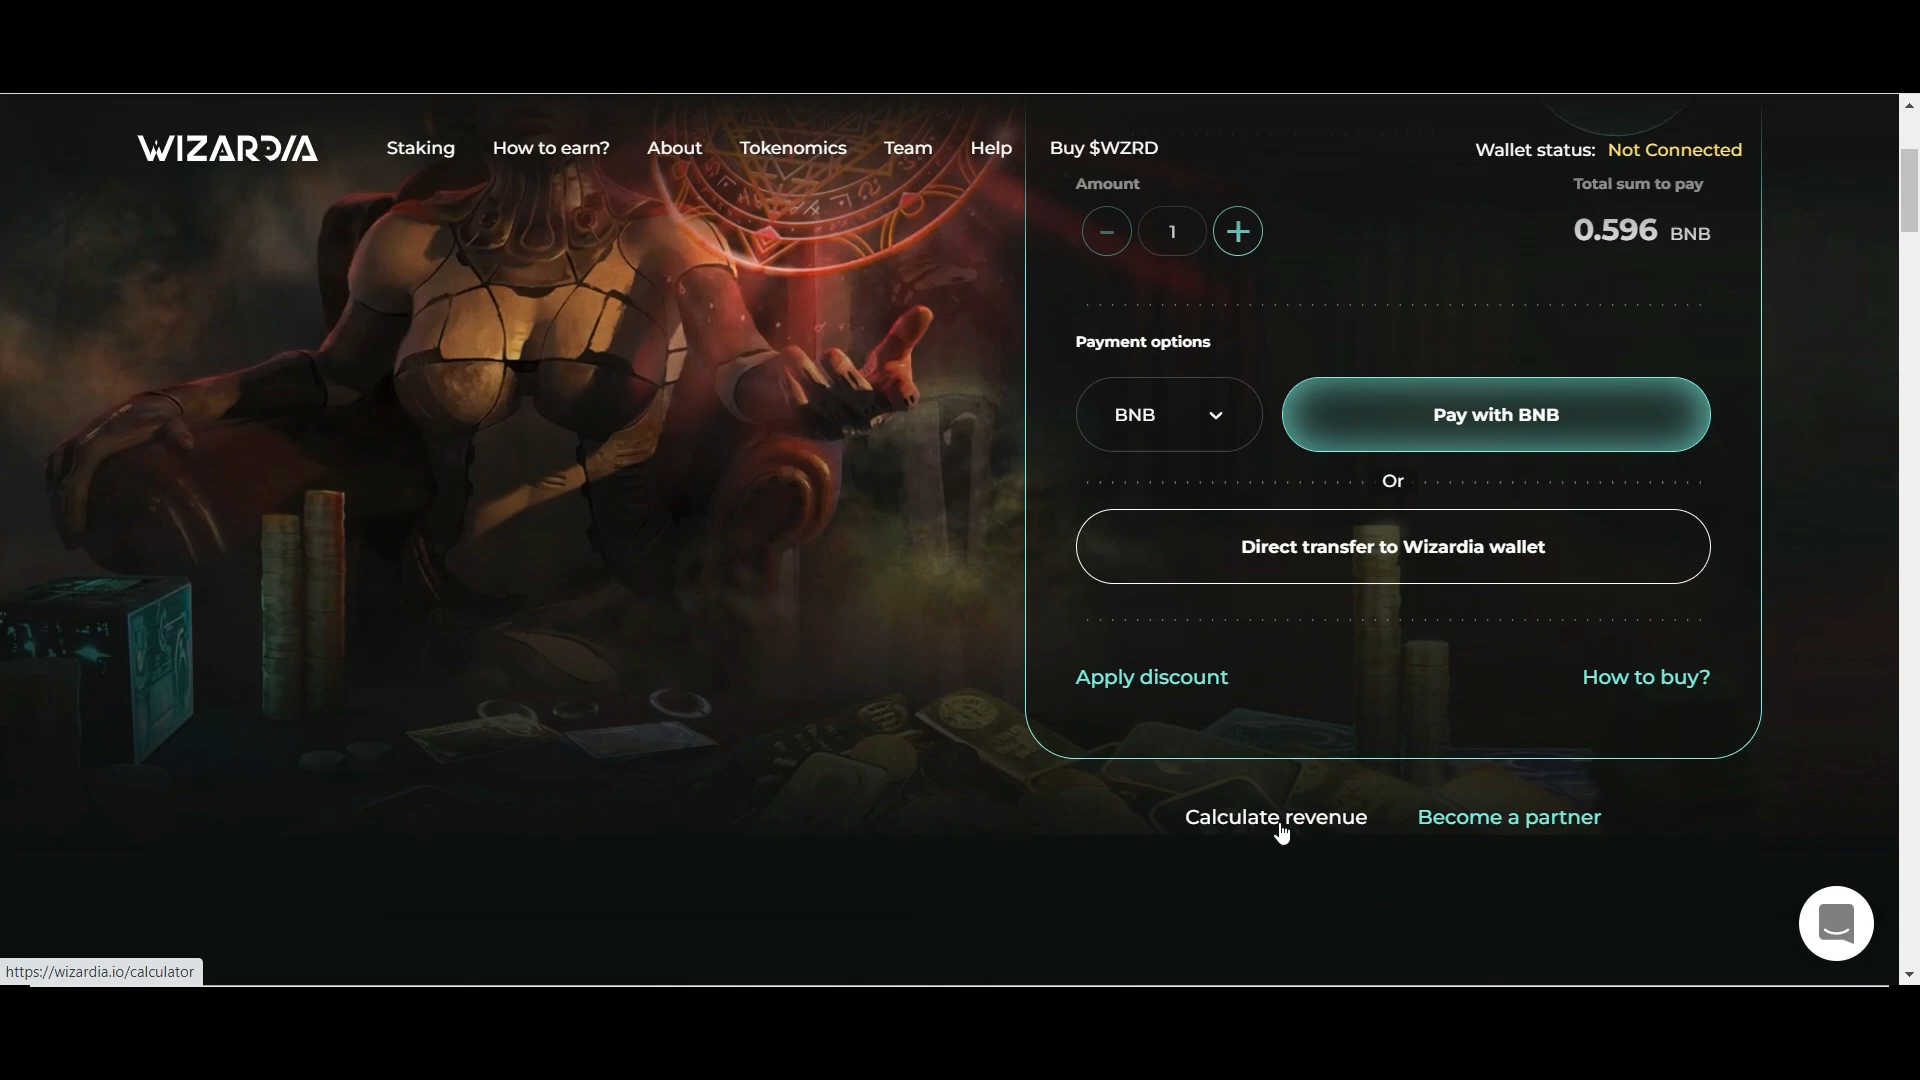 WIZARDIA Staking How to earn? About Tokenomics Team Help Buy $WZRD Wallet status: Not Connected
Amount Total sum to pay
- 1 + 0.596 BNB
Payment options
BNB Pay with BNB
Or
Direct transfer to Wizardia wallet
Apply discount How to buy?
Calculate revenue Become a partner
https://wizardia.io/calculator